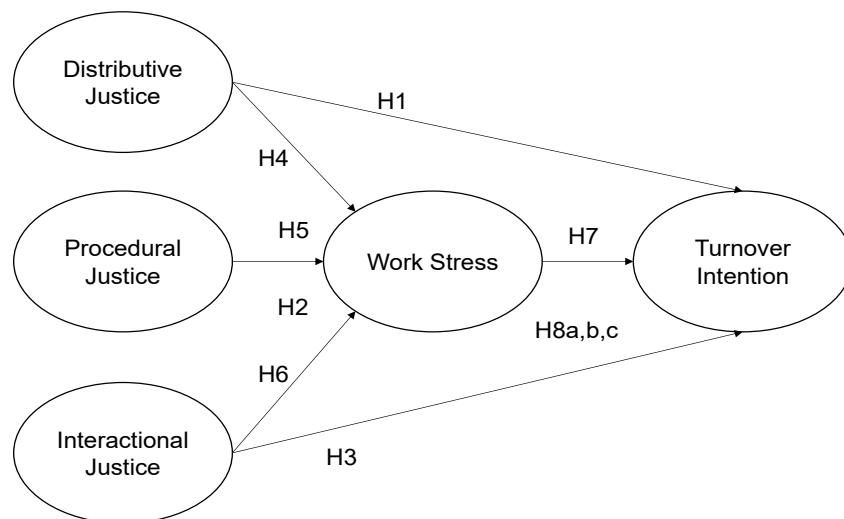 Distributive
Justice
H1
H4
Procedural
Justice
H5
Work Stress
H7
Turnover
Intention
H2
H8a,b,c
H6
Interactional
Justice
H3